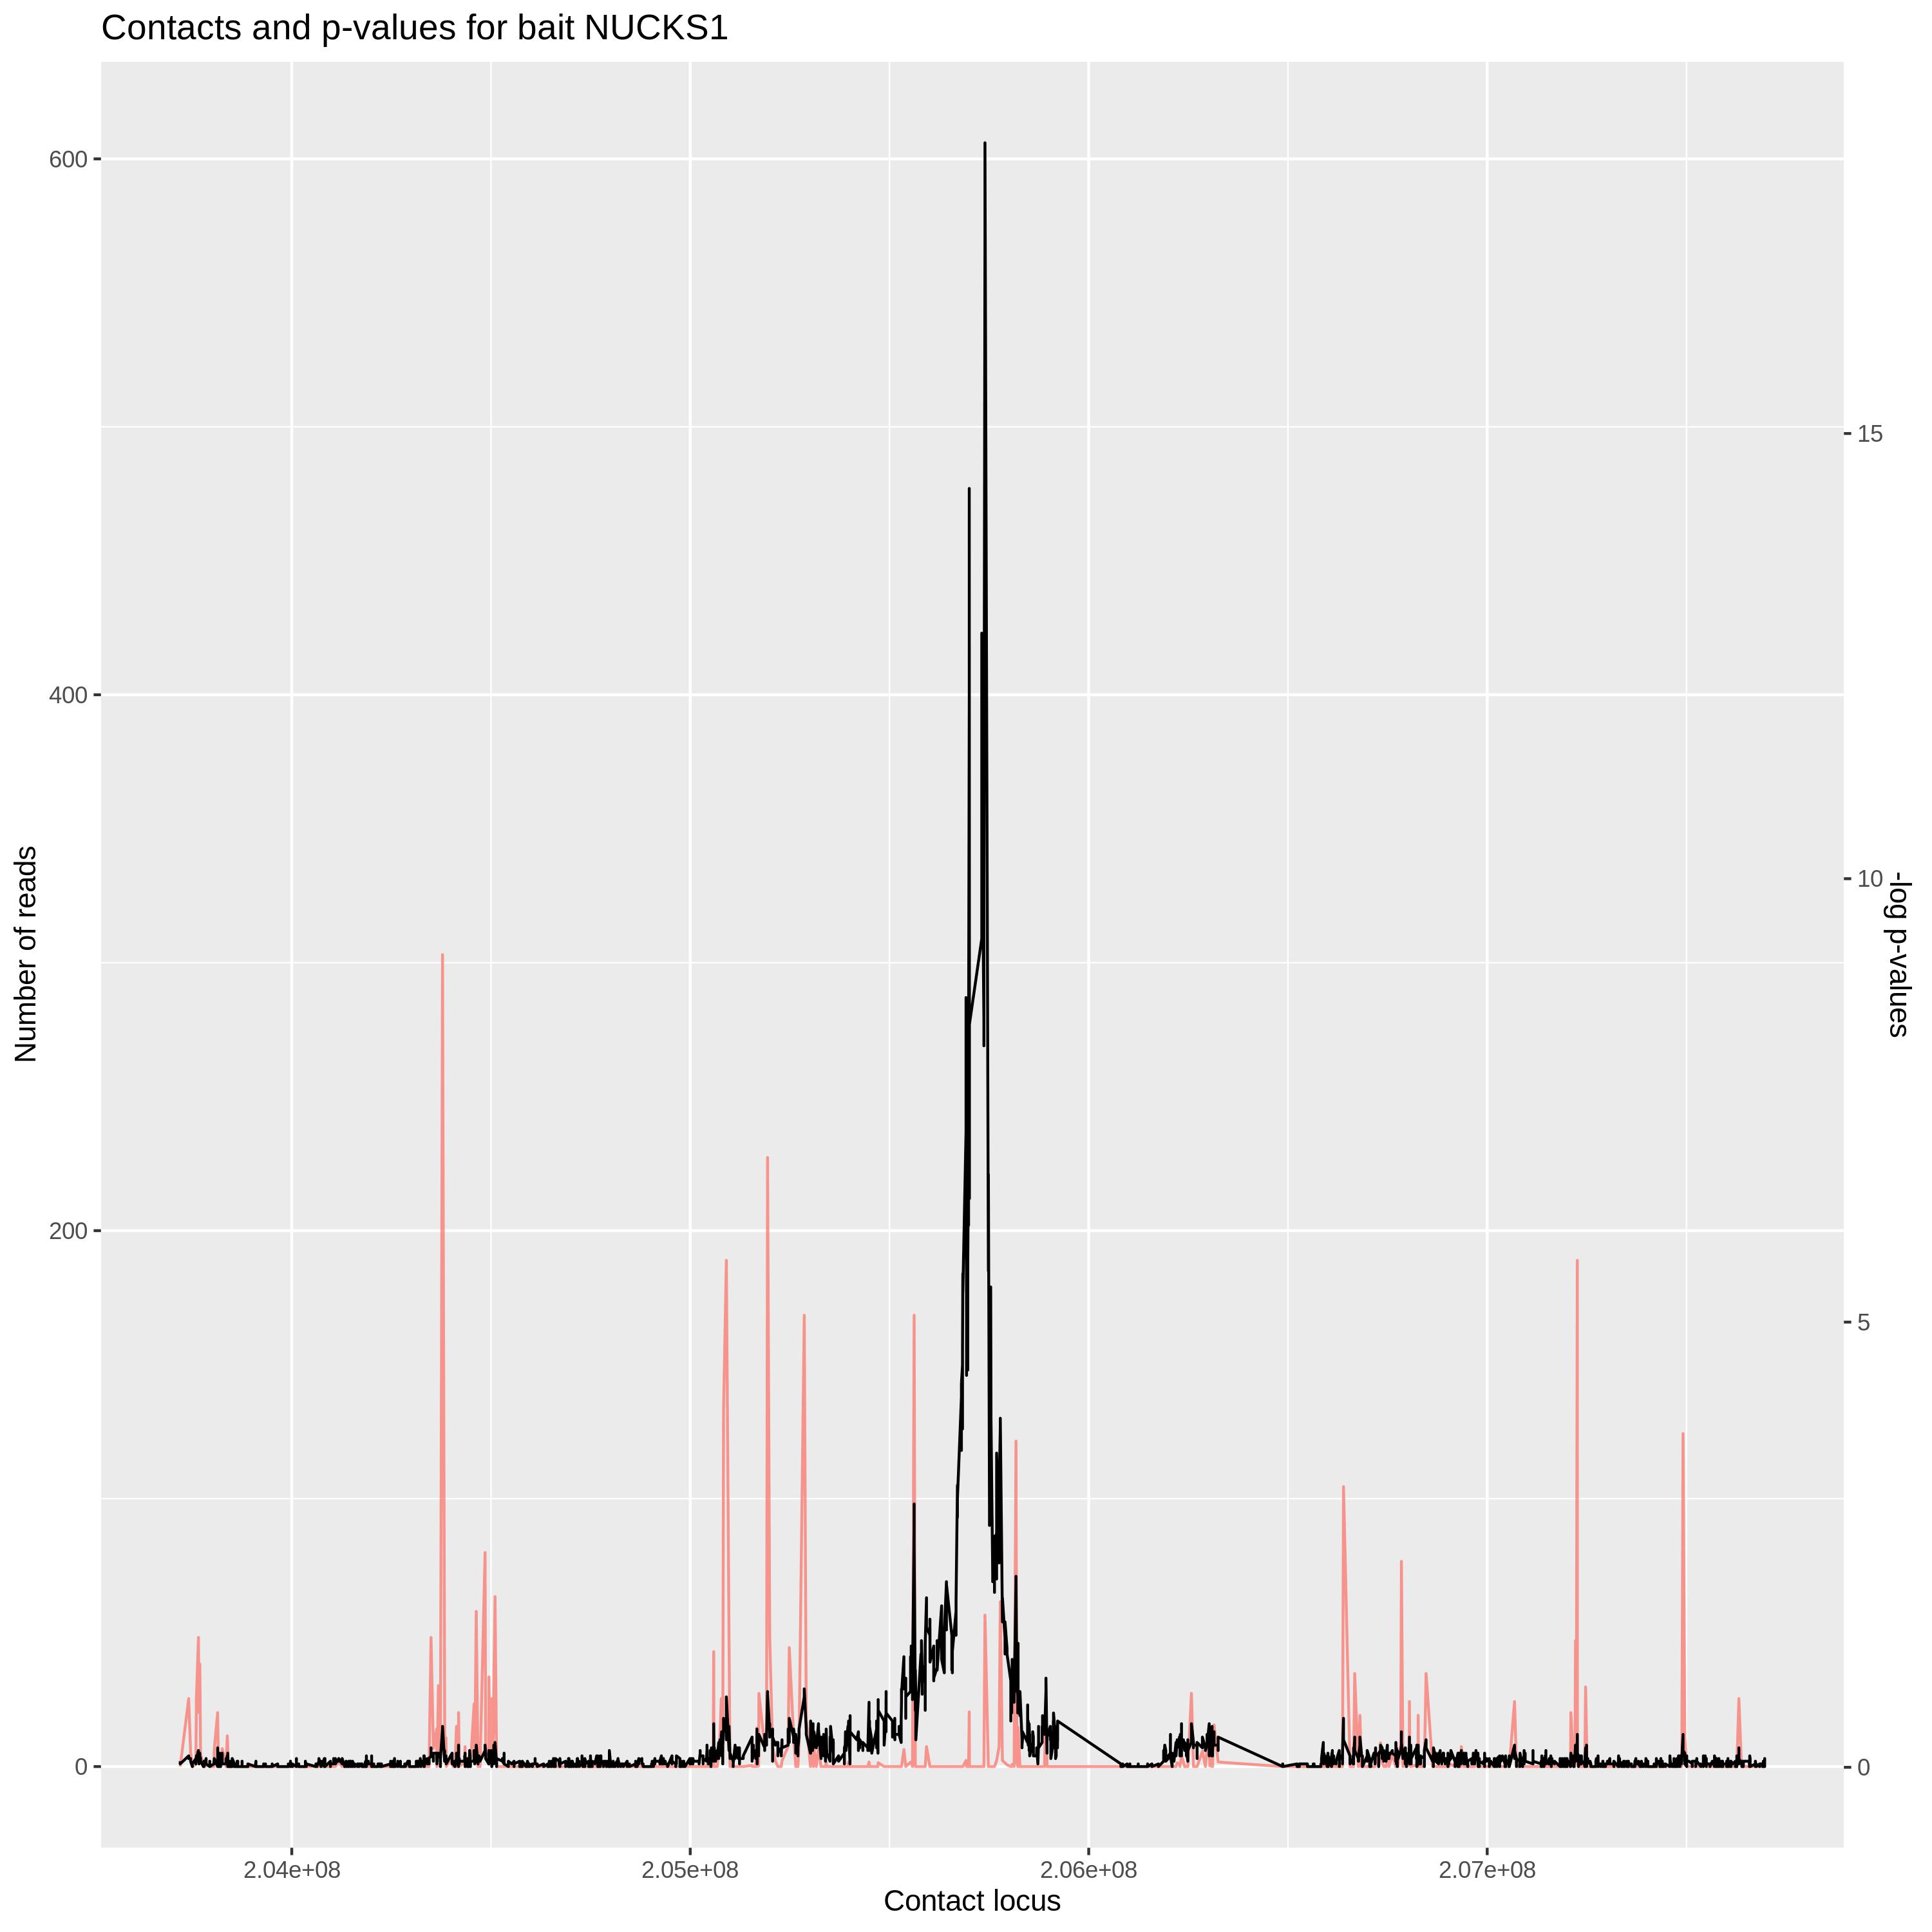 Contacts and p-values for bait NUCKS1
600
400
200
0
15
10
5
0
Number of reads
-log p-values
2.04e+08 2.05e+08 2.06e+08 2.07e+08
Contact locus